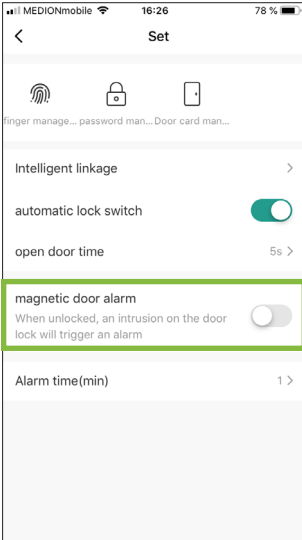 MEDIONmobile 16:26 78 %
Set
finger manage... password man... Door card man...
Intelligent linkage
automatic lock switch
open door time 5s
magnetic door alarm
When unlocked, an intrusion on the door
lock will trigger an alarm
Alarm time(min) 1